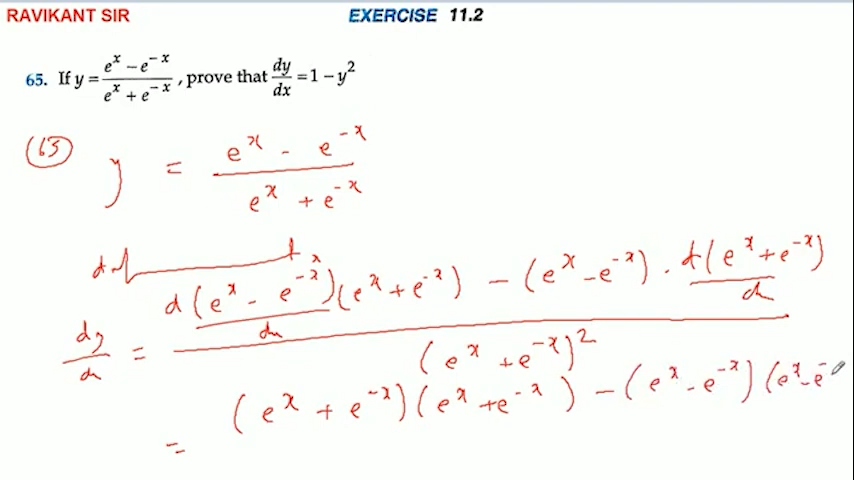 RAVIKANT SIR EXERCISE 11.2
65. If y = (e^x − e^−x)/(e^x + e^−x), prove that dy/dx = 1 − y²
(65) y = (e^x - e^-x)/(e^x + e^-x)
x
dy/dx = (d(e^x - e^-x)/dx (e^x + e^-x) - (e^x - e^-x) . d(e^x + e^-x)/dx)/(e^x + e^-x)²
= (e^x + e^-x)(e^x + e^-x) - (e^x - e^-x)(e^x - e^-